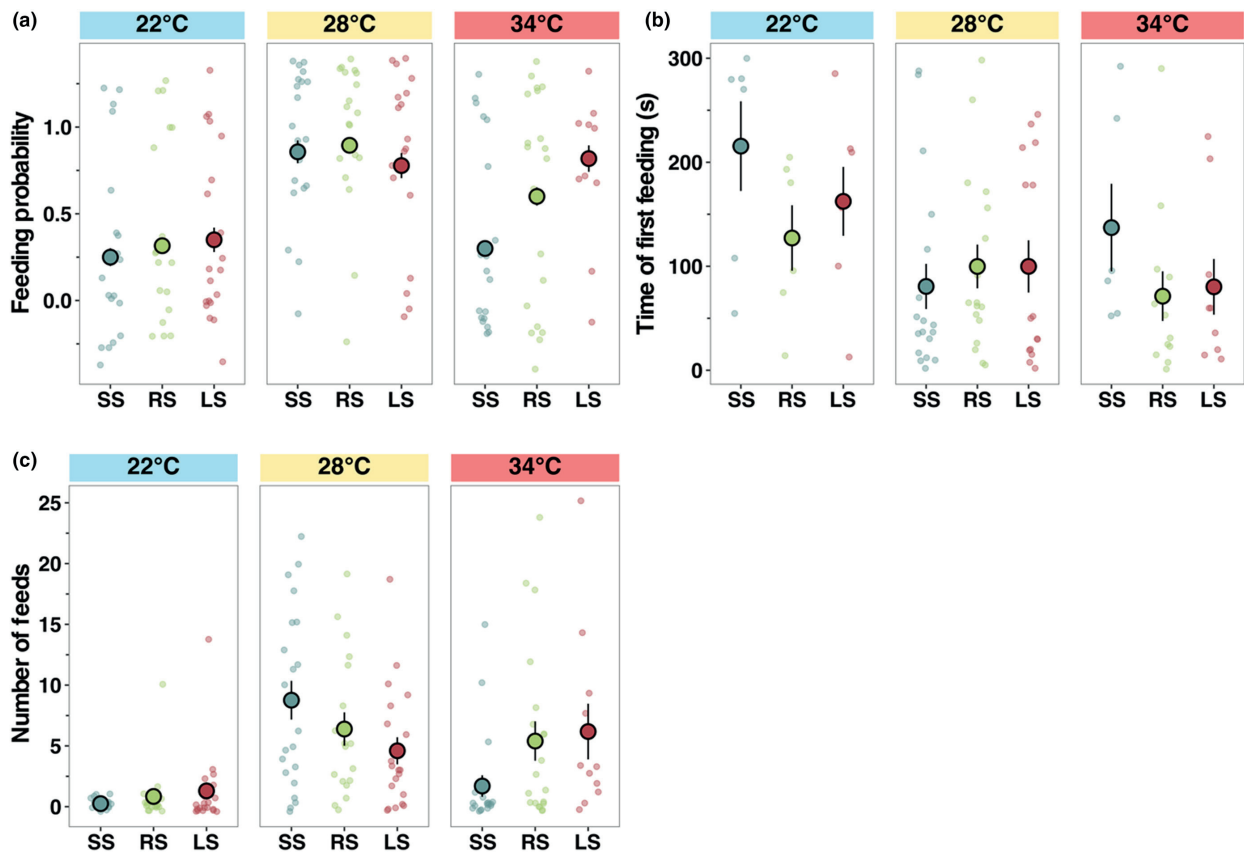 (a)
22°C 28°C 34°C
Feeding probability
1.0
0.5
0.0
SS RS LS SS RS LS SS RS LS
(b)
22°C 28°C 34°C
Time of first feeding (s)
300
200
100
0
SS RS LS SS RS LS SS RS LS
(c)
22°C 28°C 34°C
Number of feeds
25
20
15
10
5
0
SS RS LS SS RS LS SS RS LS